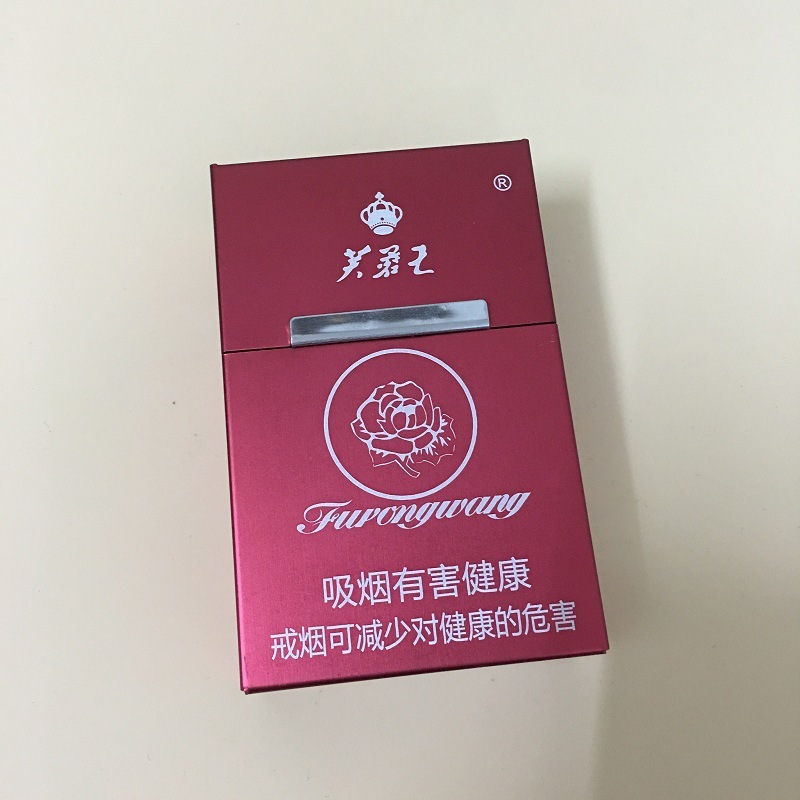 ®
芙蓉王
Furongwang
吸烟有害健康
戒烟可减少对健康的危害